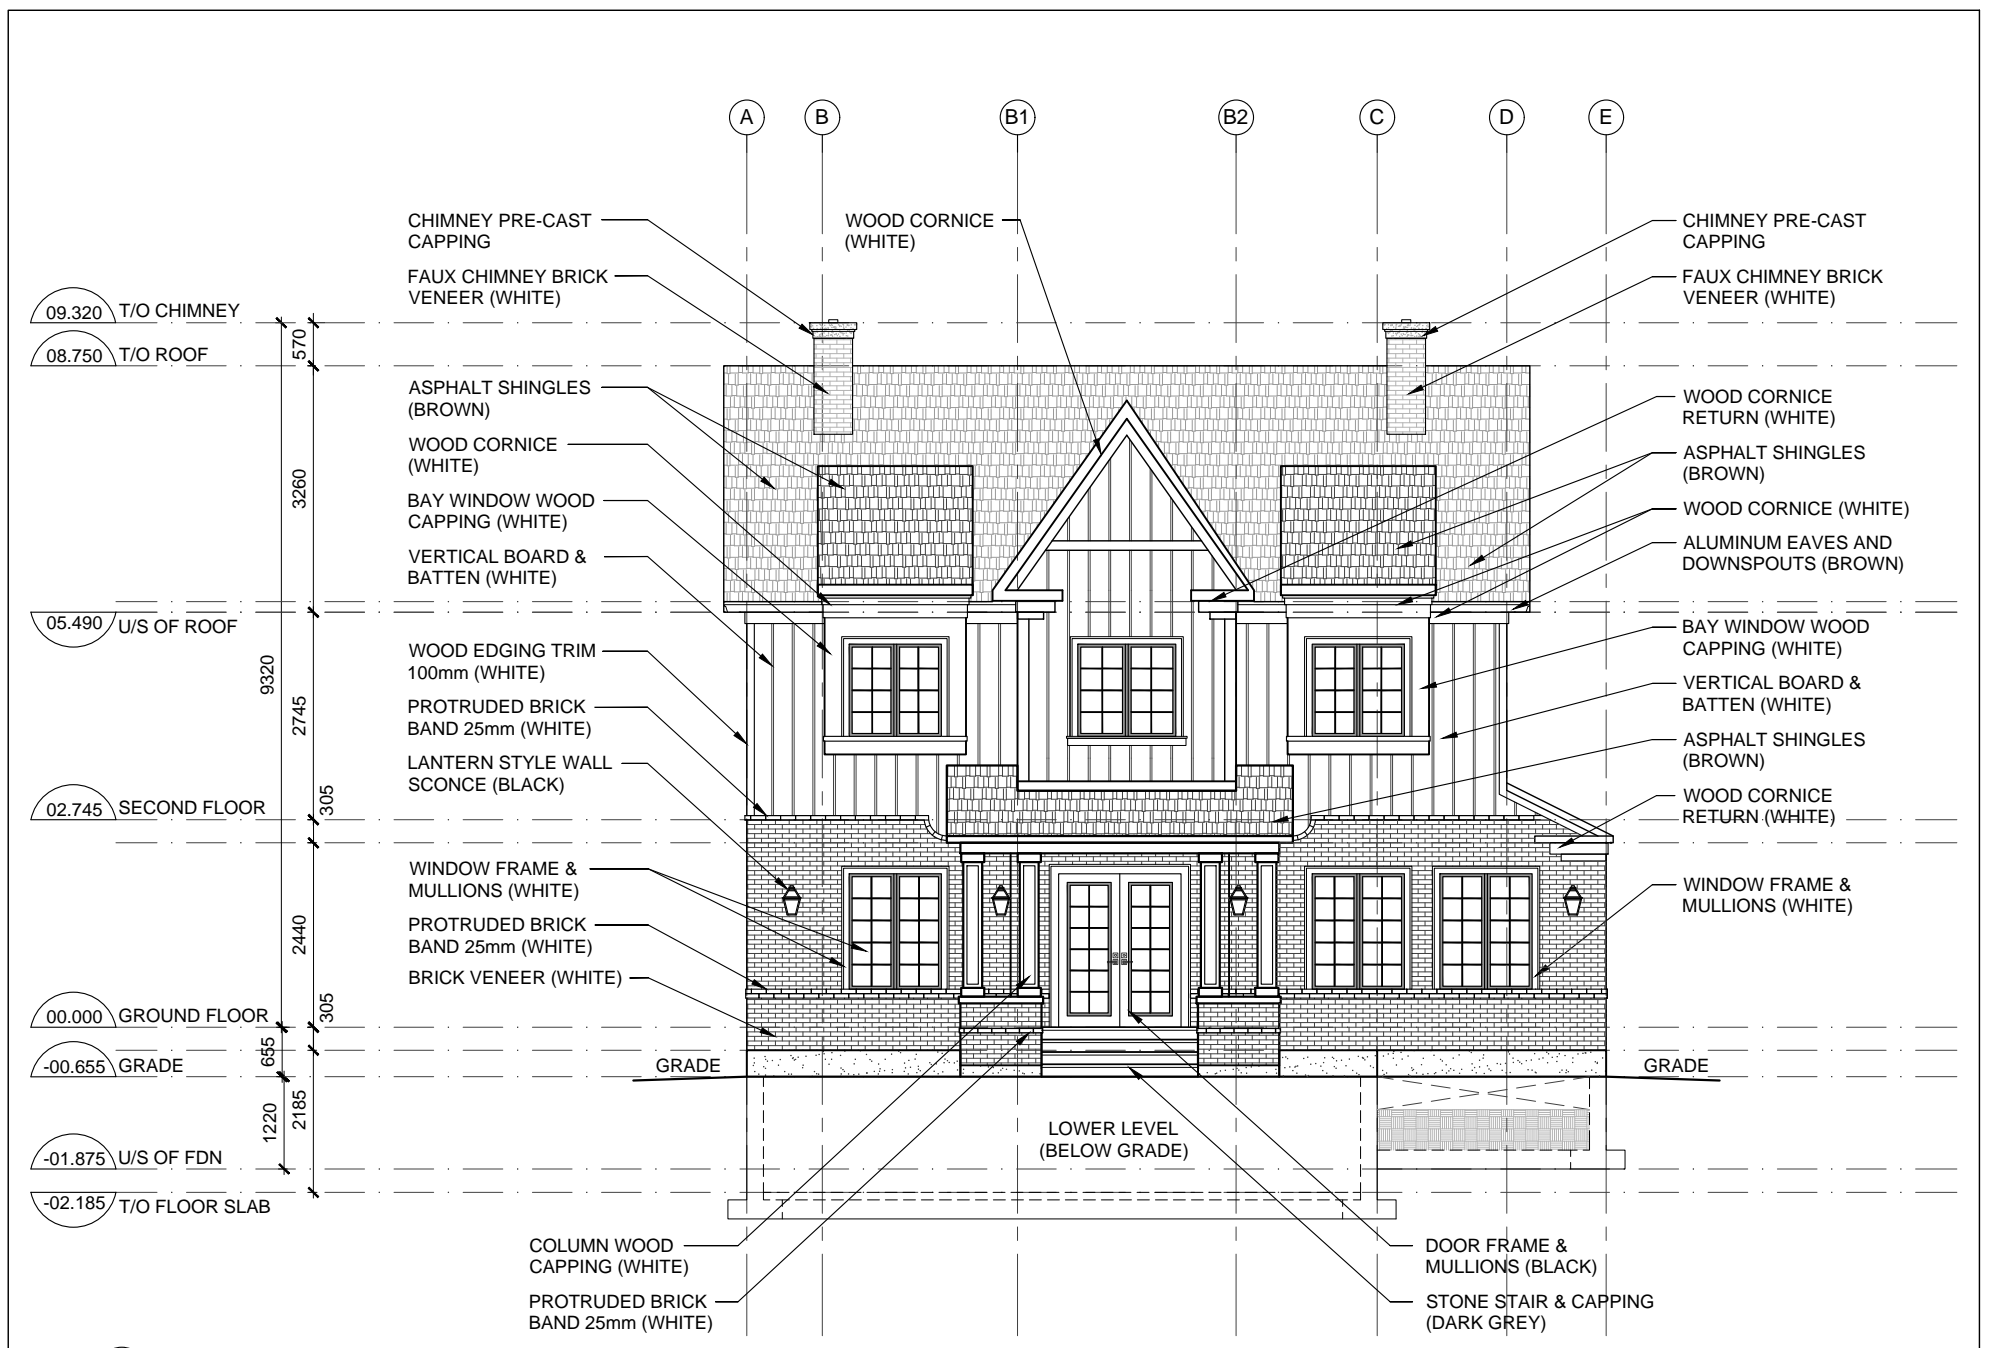 A B B1 B2 C D E
CHIMNEY PRE-CAST
CAPPING
FAUX CHIMNEY BRICK
VENEER (WHITE)
WOOD CORNICE
(WHITE)
CHIMNEY PRE-CAST
CAPPING
FAUX CHIMNEY BRICK
VENEER (WHITE)
09.320 T/O CHIMNEY
08.750 T/O ROOF
05.490 U/S OF ROOF
02.745 SECOND FLOOR
00.000 GROUND FLOOR
-00.655 GRADE
-01.875 U/S OF FDN
-02.185 T/O FLOOR SLAB
570
3260
9320
2745
305
2440
305
655
2185
1220
ASPHALT SHINGLES
(BROWN)
WOOD CORNICE
(WHITE)
BAY WINDOW WOOD
CAPPING (WHITE)
VERTICAL BOARD &
BATTEN (WHITE)
WOOD EDGING TRIM
100mm (WHITE)
PROTRUDED BRICK
BAND 25mm (WHITE)
LANTERN STYLE WALL
SCONCE (BLACK)
WINDOW FRAME &
MULLIONS (WHITE)
PROTRUDED BRICK
BAND 25mm (WHITE)
BRICK VENEER (WHITE)
GRADE
WOOD CORNICE
RETURN (WHITE)
ASPHALT SHINGLES
(BROWN)
WOOD CORNICE (WHITE)
ALUMINUM EAVES AND
DOWNSPOUTS (BROWN)
BAY WINDOW WOOD
CAPPING (WHITE)
VERTICAL BOARD &
BATTEN (WHITE)
ASPHALT SHINGLES
(BROWN)
WOOD CORNICE
RETURN (WHITE)
WINDOW FRAME &
MULLIONS (WHITE)
GRADE
LOWER LEVEL
(BELOW GRADE)
COLUMN WOOD
CAPPING (WHITE)
PROTRUDED BRICK
BAND 25mm (WHITE)
DOOR FRAME &
MULLIONS (BLACK)
STONE STAIR & CAPPING
(DARK GREY)